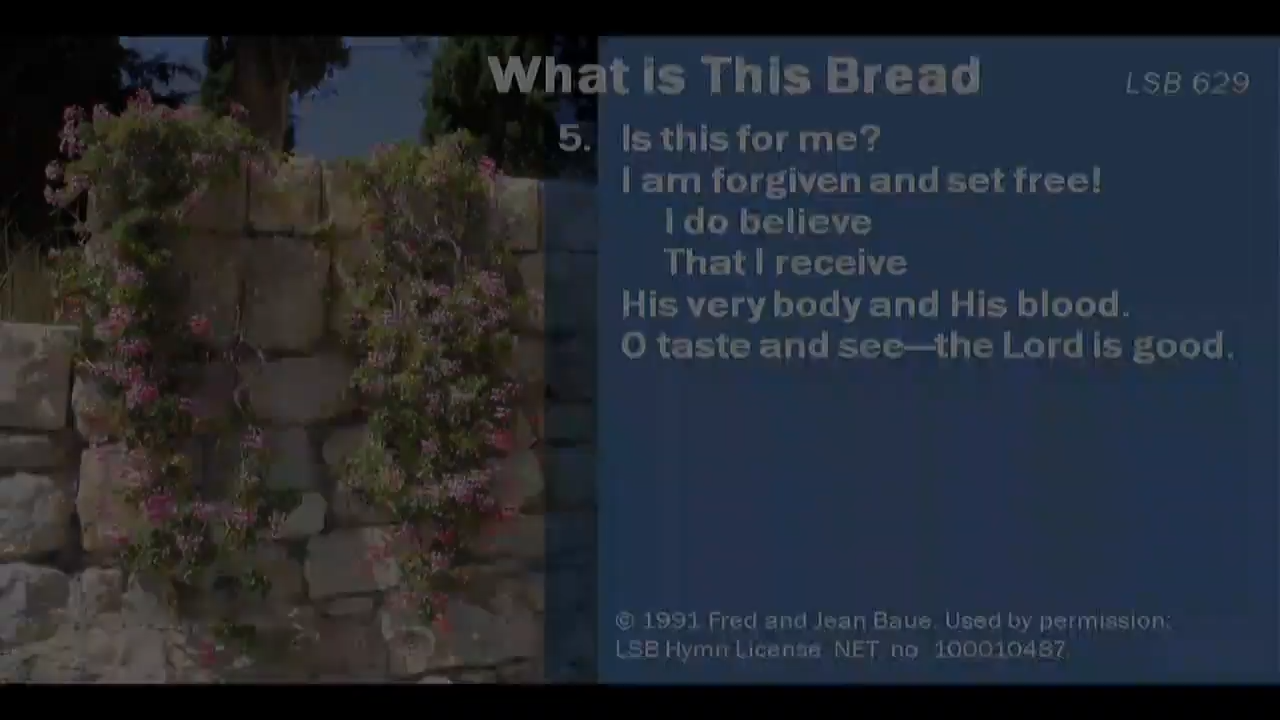 What is This Bread
LSB 629
5. Is this for me?
I am forgiven and set free!
I do believe
That I receive
His very body and His blood.
O taste and see—the Lord is good.
© 1991 Fred and Jean Baue. Used by permission:
LSB Hymn License NET no 100010487